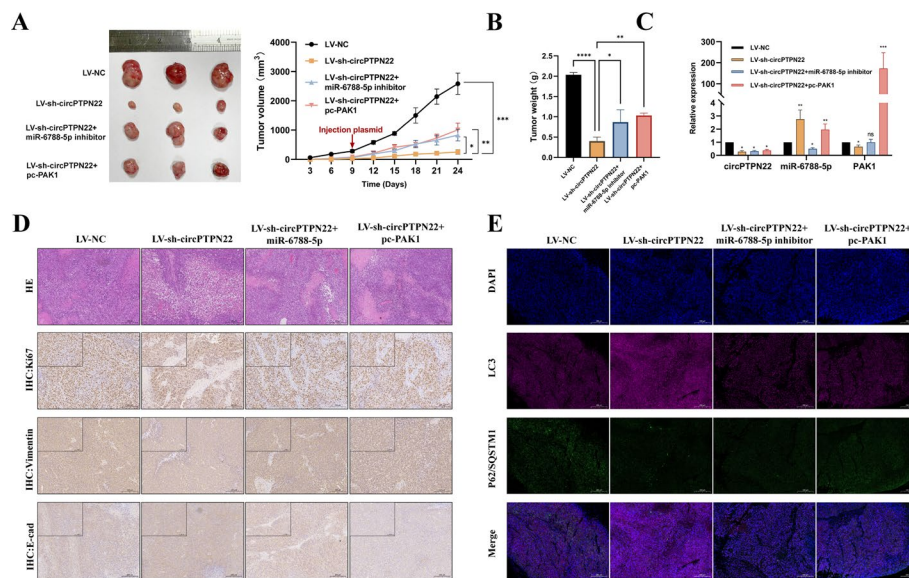 A
LV-NC
LV-sh-circPTPN22
LV-sh-circPTPN22+
miR-6788-5p inhibitor
LV-sh-circPTPN22+
pc-PAK1
Tumor volume (mm³)
6000
4000
3000
2000
1000
0
3 6 9 12 15 18 21 24
Time (Days)
Injection plasmid
LV-NC
LV-sh-circPTPN22
LV-sh-circPTPN22+
miR-6788-5p inhibitor
LV-sh-circPTPN22+
pc-PAK1
* ** ***
B
Tumor weight (g)
2.5
2.0
1.5
1.0
0.5
0.0
**** * **
LV-NC
LV-sh-circPTPN22
LV-sh-circPTPN22+
miR-6788-5p inhibitor
LV-sh-circPTPN22+
pc-PAK1
C
LV-NC
LV-sh-circPTPN22
LV-sh-circPTPN22+miR-6788-5p inhibitor
LV-sh-circPTPN22+pc-PAK1
Relative expression
300
200
100
4
3
2
1
0
* * * ** * ** * ns ***
circPTPN22 miR-6788-5p PAK1
D
LV-NC
LV-sh-circPTPN22
LV-sh-circPTPN22+
miR-6788-5p
LV-sh-circPTPN22+
pc-PAK1
HE
IHC:Ki67
IHC:Vimentin
IHC:E-cad
E
LV-NC
LV-sh-circPTPN22
LV-sh-circPTPN22+
miR-6788-5p inhibitor
LV-sh-circPTPN22+
pc-PAK1
DAPI
LC3
P62/SQSTM1
Merge